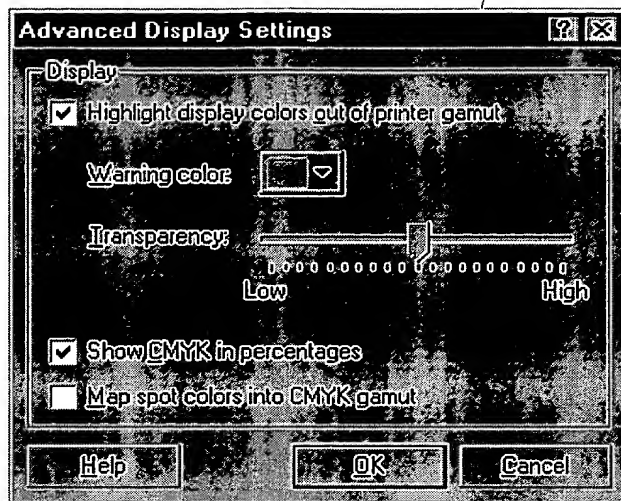 Advanced Display Settings
Display
Highlight display colors out of printer gamut
Warning color:
Transparency:
Low High
Show CMYK in percentages
Map spot colors into CMYK gamut
Help OK Cancel